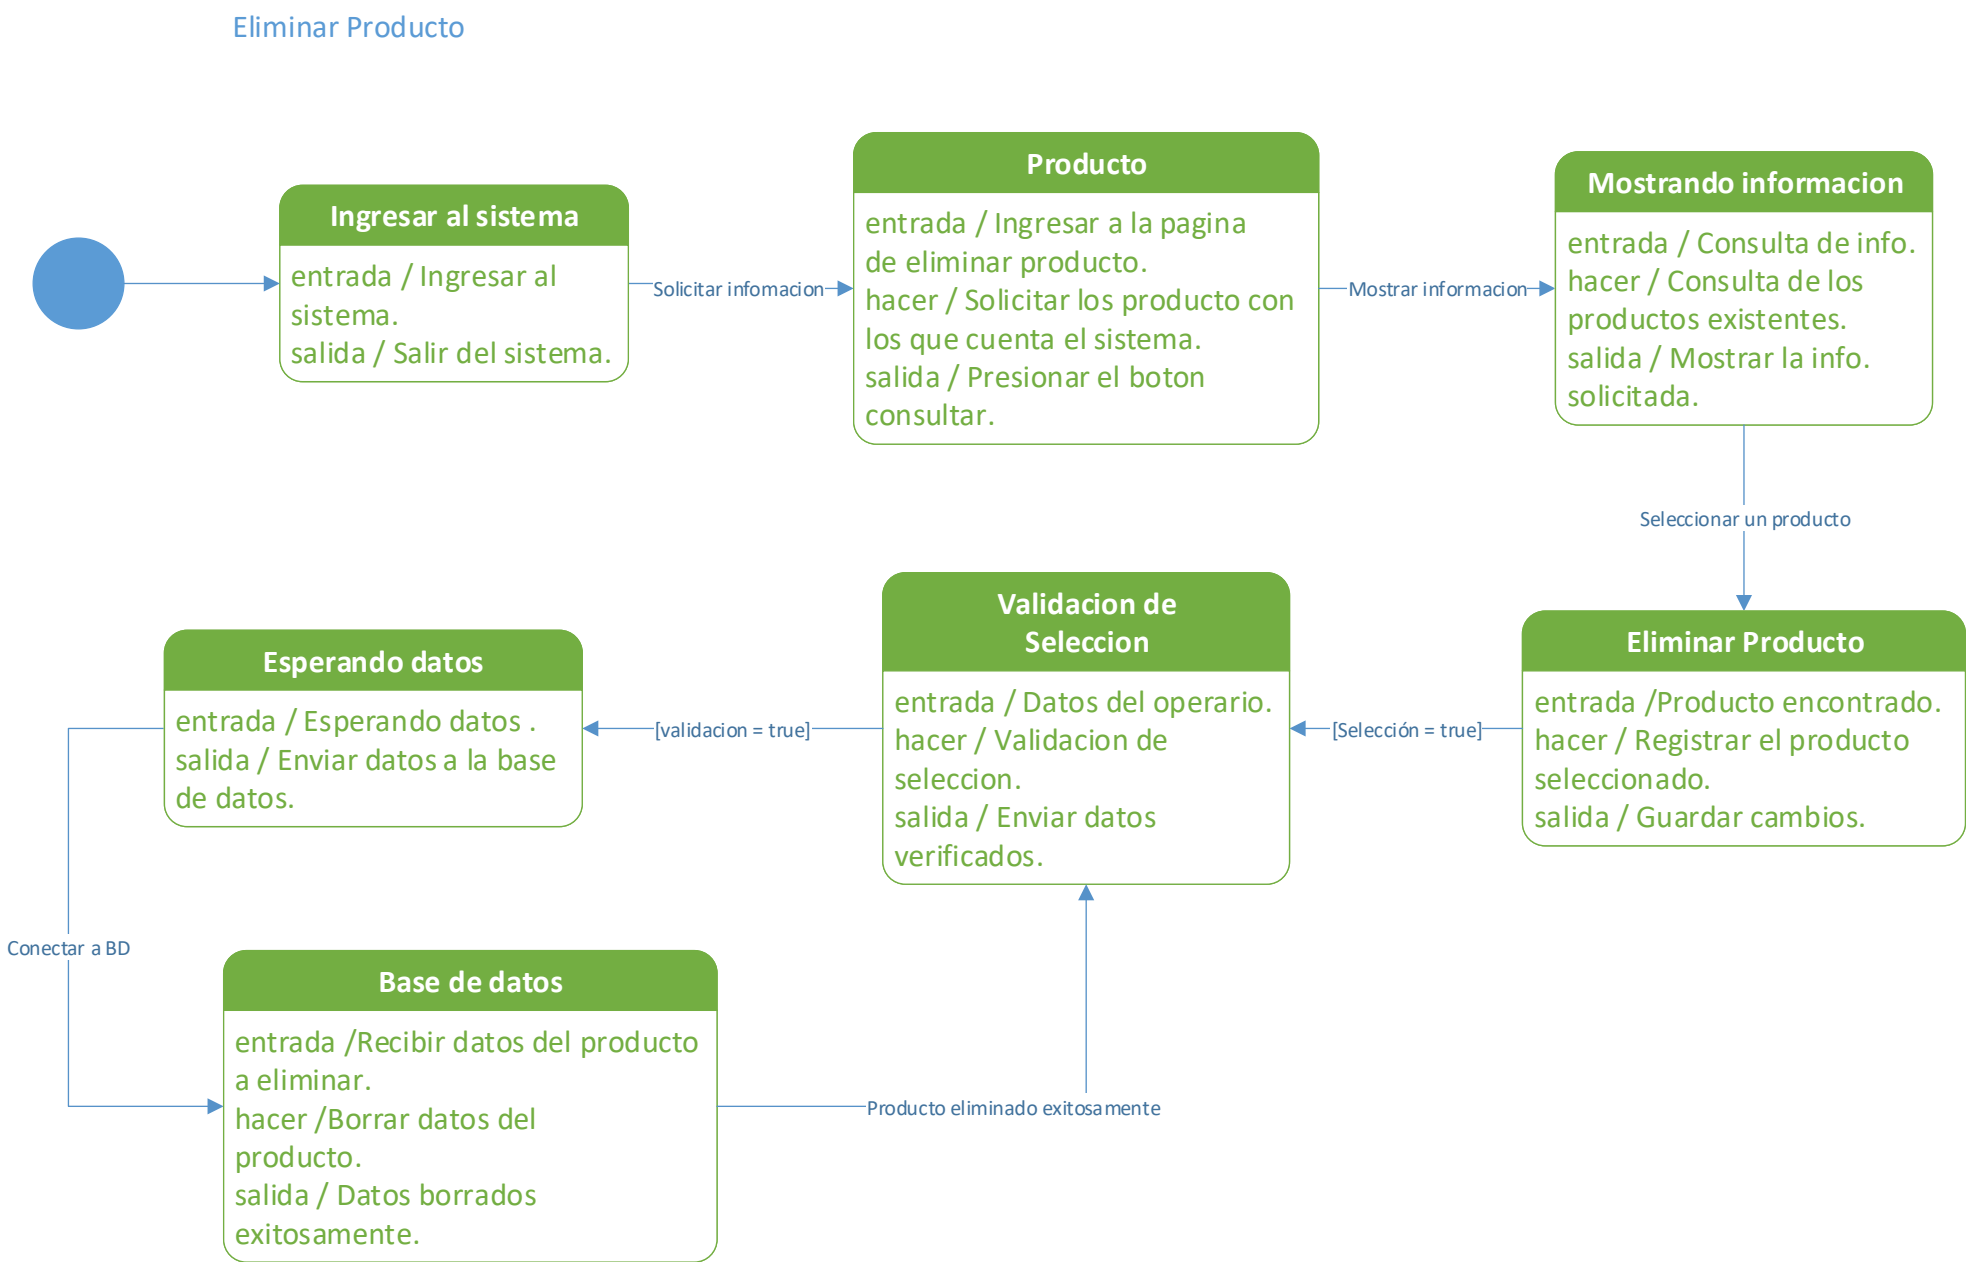 Eliminar Producto
Ingresar al sistema
entrada / Ingresar al
sistema.
salida / Salir del sistema.
Solicitar infomacion
Producto
entrada / Ingresar a la pagina
de eliminar producto.
hacer / Solicitar los producto con
los que cuenta el sistema.
salida / Presionar el boton
consultar.
Mostrar informacion
Mostrando informacion
entrada / Consulta de info.
hacer / Consulta de los
productos existentes.
salida / Mostrar la info.
solicitada.
Seleccionar un producto
Eliminar Producto
entrada /Producto encontrado.
hacer / Registrar el producto
seleccionado.
salida / Guardar cambios.
[Selección = true]
Validacion de
Seleccion
entrada / Datos del operario.
hacer / Validacion de
seleccion.
salida / Enviar datos
verificados.
[validacion = true]
Esperando datos
entrada / Esperando datos .
salida / Enviar datos a la base
de datos.
Conectar a BD
Base de datos
entrada /Recibir datos del producto
a eliminar.
hacer /Borrar datos del
producto.
salida / Datos borrados
exitosamente.
Producto eliminado exitosamente